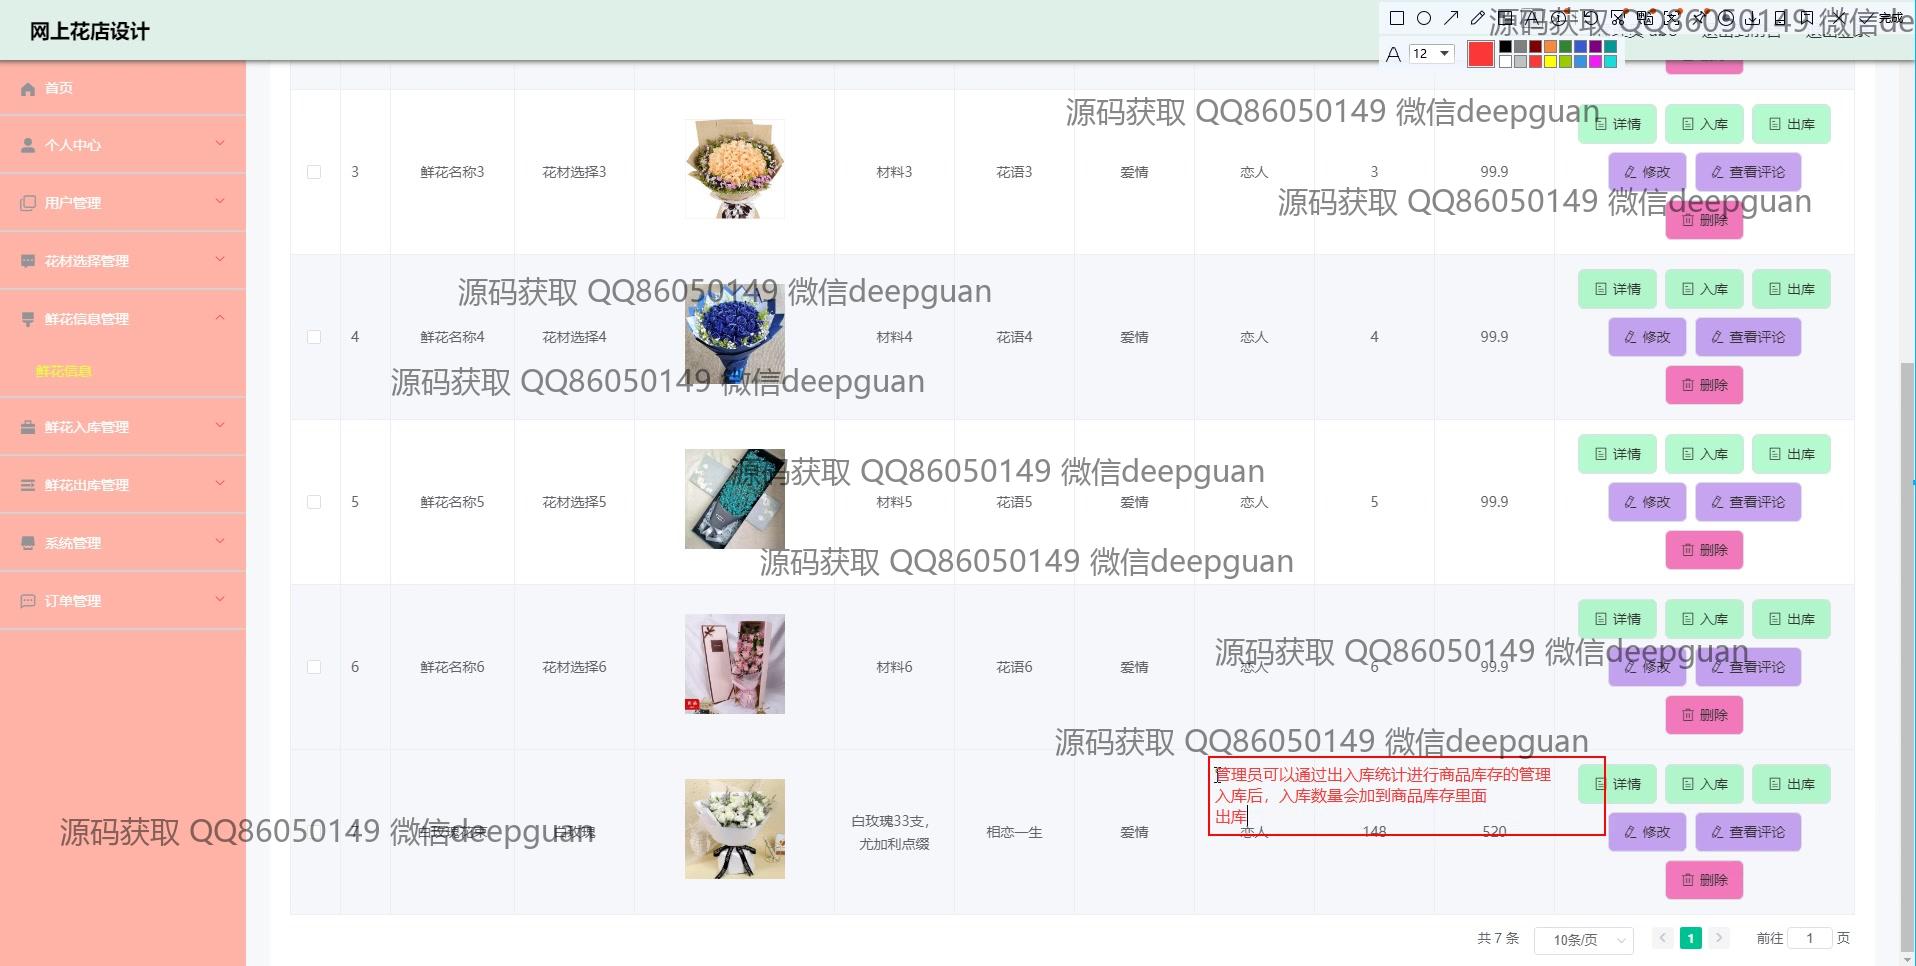 网上花店设计
源码获取 QQ86050149 微信de
完成
12
首页
个人中心
用户管理
花材选择管理
鲜花信息管理
鲜花信息
鲜花入库管理
鲜花出库管理
系统管理
订单管理
源码获取 QQ86050149 微信deepguan
详情 入库 出库
3 鲜花名称3 花材选择3 材料3 花语3 爱情 恋人 3 99.9
修改 查看评论
源码获取 QQ86050149 微信deepguan
删除
源码获取 QQ86050149 微信deepguan
详情 入库 出库
4 鲜花名称4 花材选择4 材料4 花语4 爱情 恋人 4 99.9
修改 查看评论
源码获取 QQ86050149 微信deepguan
删除
详情 入库 出库
源码获取 QQ86050149 微信deepguan
5 鲜花名称5 花材选择5 材料5 花语5 爱情 恋人 5 99.9
修改 查看评论
删除
源码获取 QQ86050149 微信deepguan
详情 入库 出库
源码获取 QQ86050149 微信deepguan
6 鲜花名称6 花材选择6 材料6 花语6 爱情 恋人 6 99.9
修改 查看评论
删除
源码获取 QQ86050149 微信deepguan
管理员可以通过出入库统计进行商品库存的管理
入库后，入库数量会加到商品库存里面
出库
详情 入库 出库
源码获取 QQ86050149 微信deepguan
7 白玫瑰花束 白玫瑰
白玫瑰33支，
尤加利点缀
相恋一生 爱情 恋人 148 520
修改 查看评论
删除
共 7 条 10条/页 1 前往 1 页